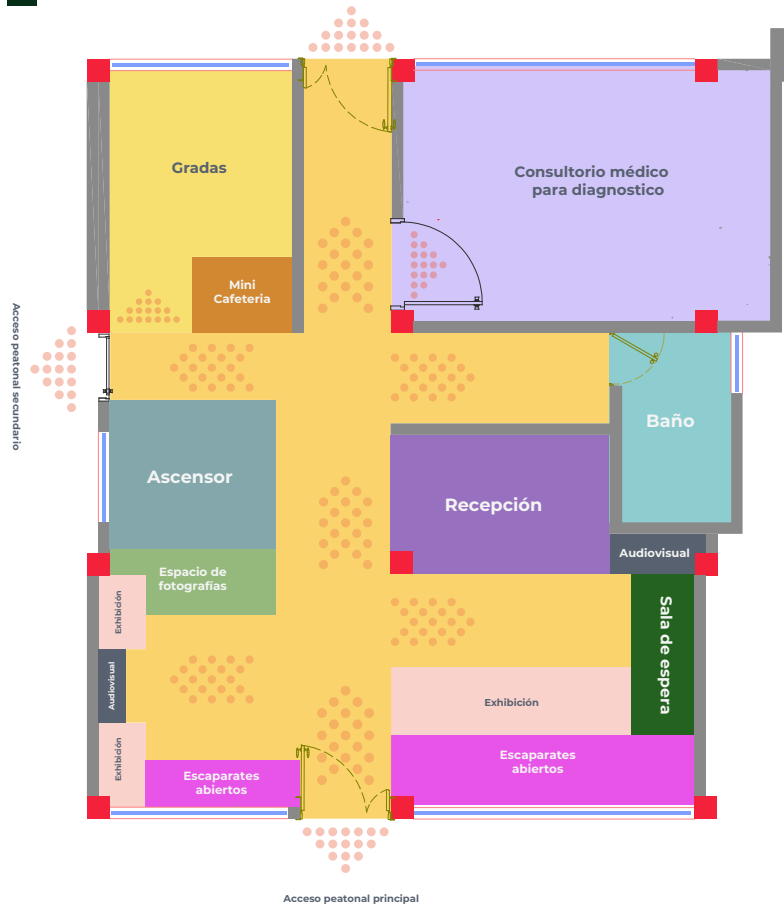 Gradas
Consultorio médico
para diagnostico
Mini
Cafeteria
Acceso peatonal secundario
Baño
Ascensor
Recepción
Audiovisual
Espacio de
fotografías
Exhibición
Sala de espera
Audiovisual
Exhibición
Exhibición
Escaparates
abiertos
Escaparates
abiertos
Acceso peatonal principal